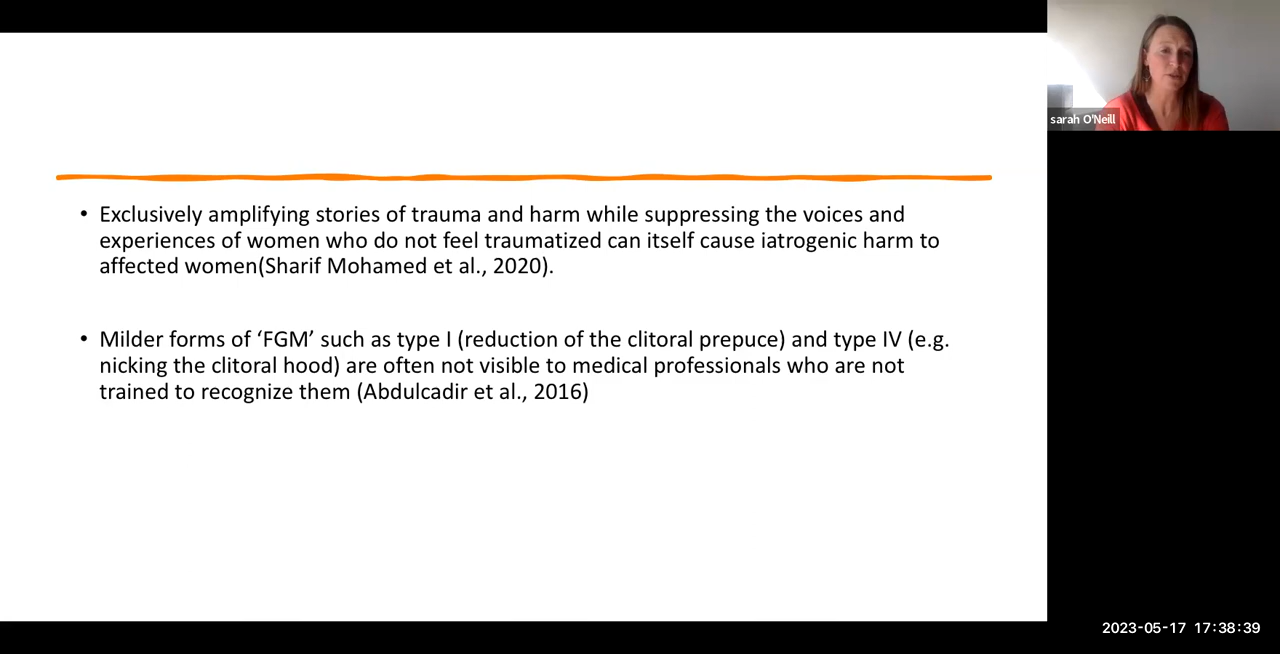 sarah O'Neill
• Exclusively amplifying stories of trauma and harm while suppressing the voices and
experiences of women who do not feel traumatized can itself cause iatrogenic harm to
affected women(Sharif Mohamed et al., 2020).
• Milder forms of ‘FGM’ such as type I (reduction of the clitoral prepuce) and type IV (e.g.
nicking the clitoral hood) are often not visible to medical professionals who are not
trained to recognize them (Abdulcadir et al., 2016)
2023-05-17 17:38:39